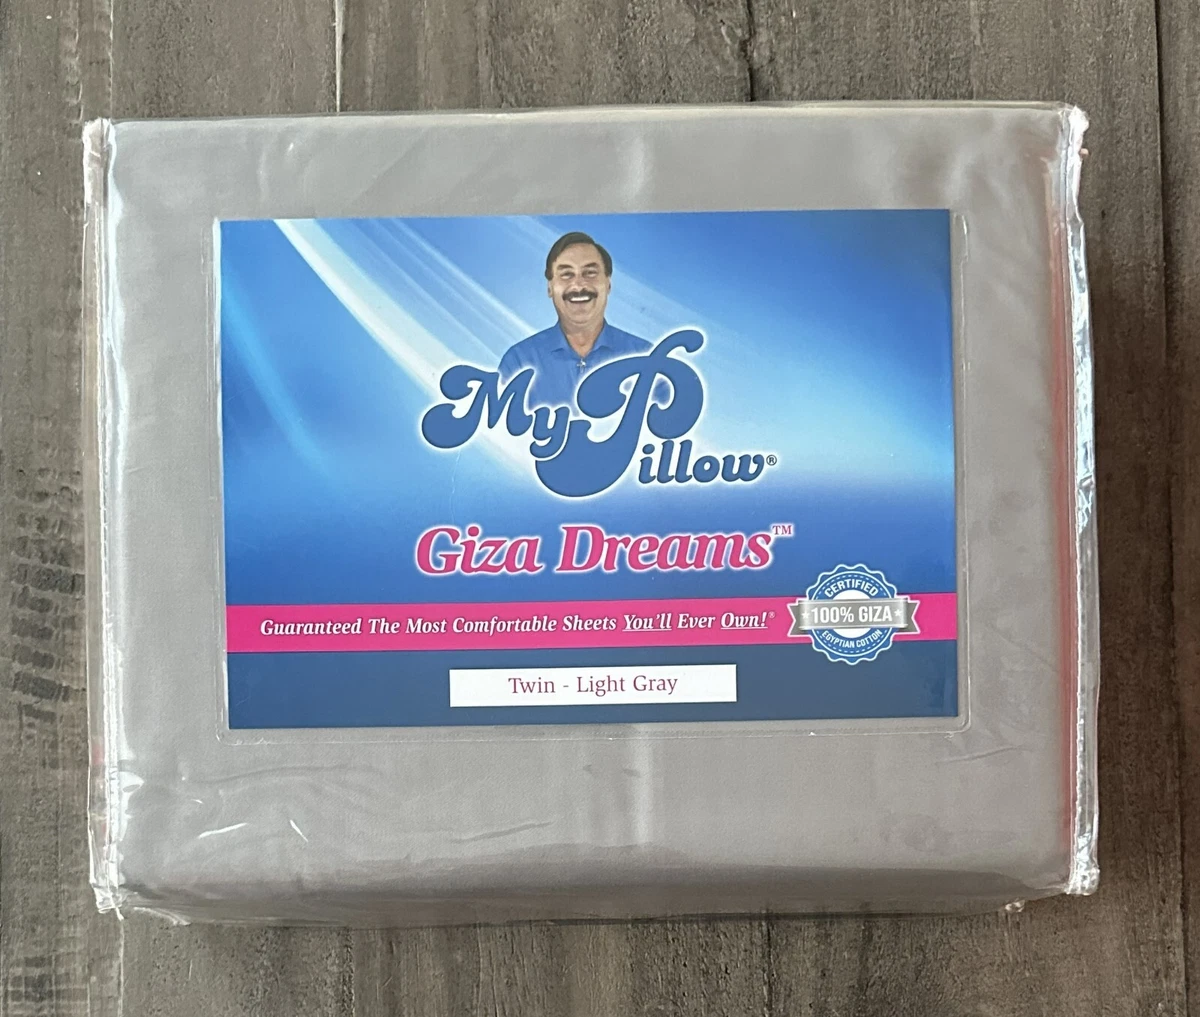 MyPillow®
Giza Dreams™
Guaranteed The Most Comfortable Sheets You'll Ever Own!®
CERTIFIED
100% GIZA
EGYPTIAN COTTON
Twin - Light Gray